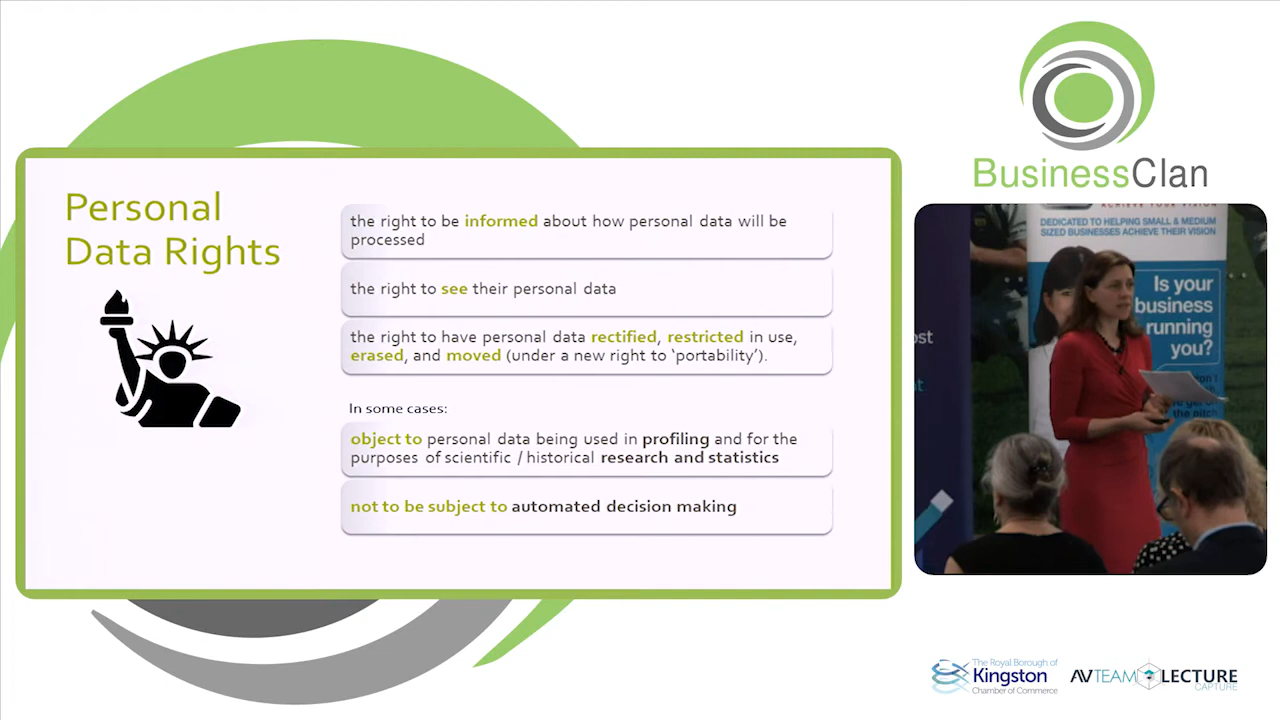 Personal
Data Rights
the right to be informed about how personal data will be
processed
the right to see their personal data
the right to have personal data rectified, restricted in use,
erased, and moved (under a new right to ‘portability’).
In some cases:
object to personal data being used in profiling and for the
purposes of scientific / historical research and statistics
not to be subject to automated decision making
BusinessClan
ACHIEVE YOUR VISION
DEDICATED TO HELPING SMALL & MEDIUM
SIZED BUSINESSES ACHIEVE THEIR VISION
Is your
business
running
you?
the pitch
The Royal Borough of
Kingston
Chamber of Commerce
AVTEAM LECTURE
CAPTURE